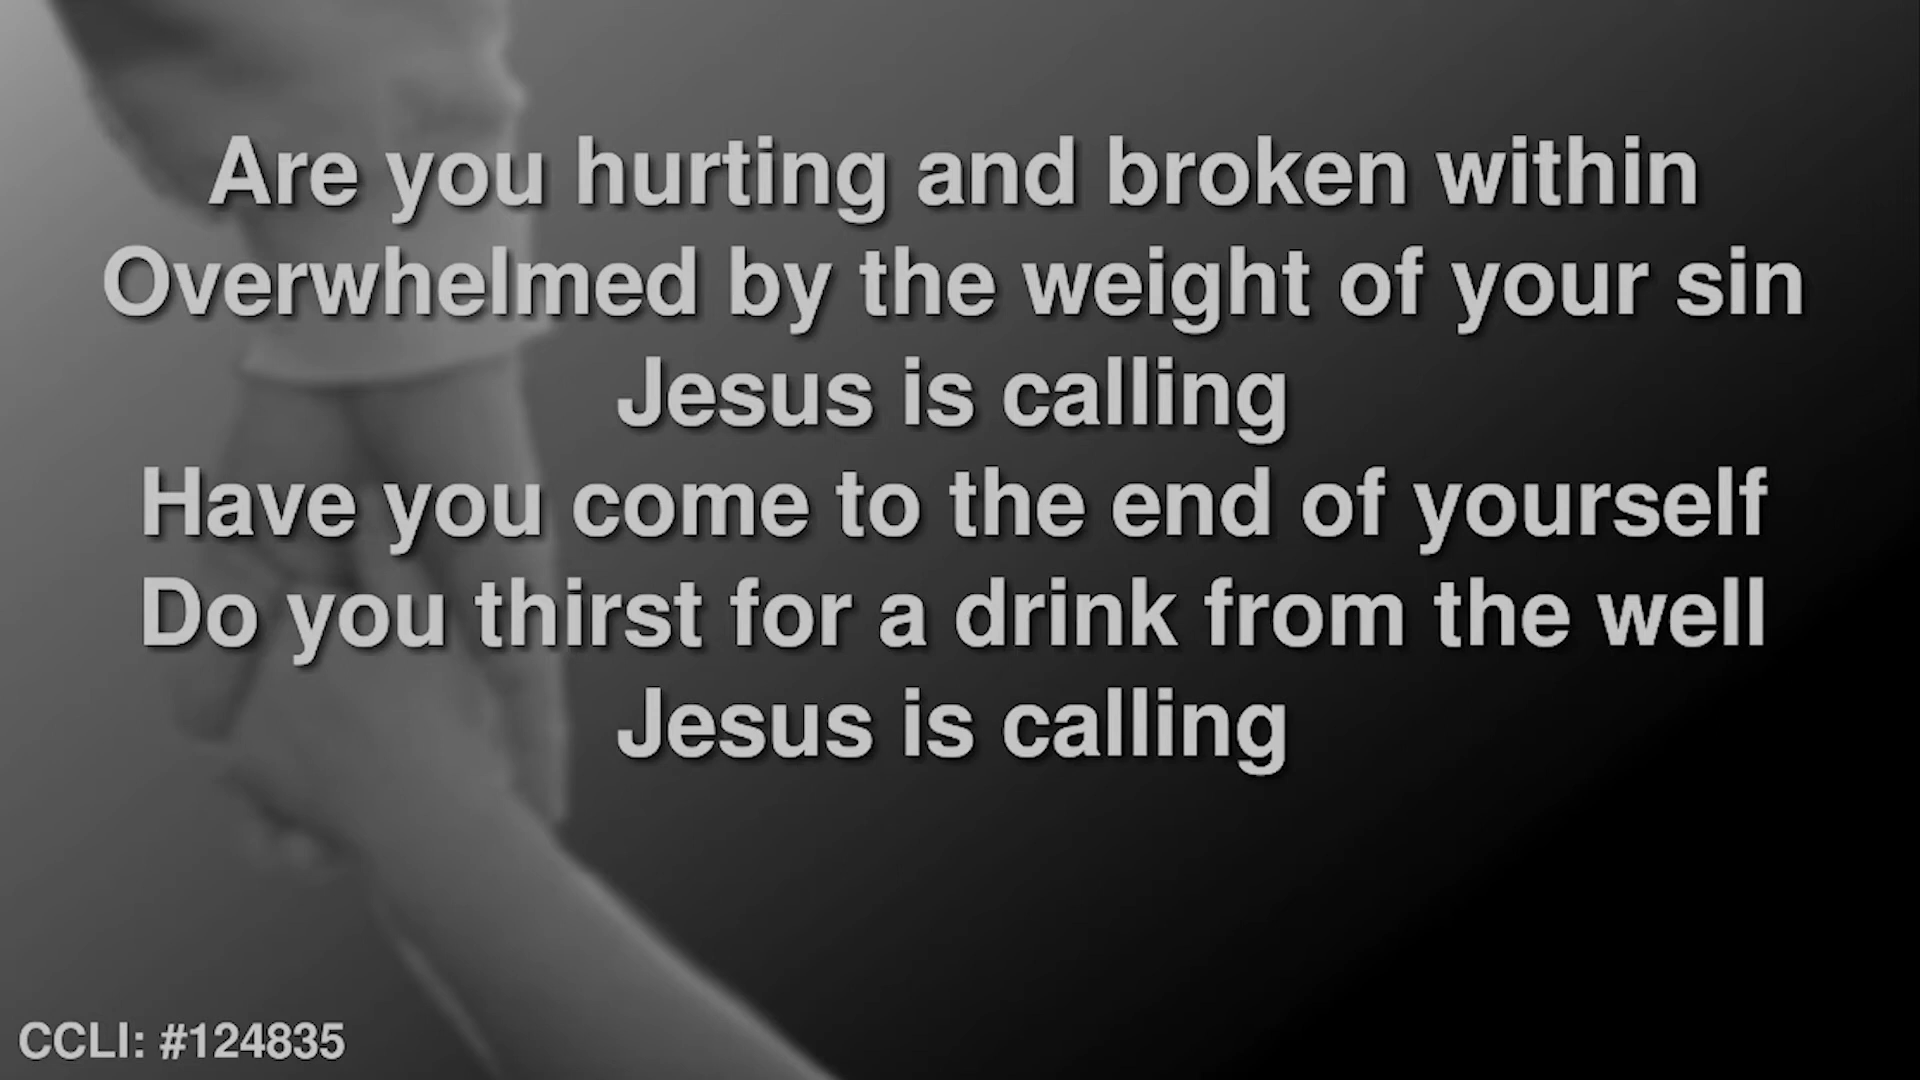 Are you hurting and broken within
Overwhelmed by the weight of your sin
Jesus is calling
Have you come to the end of yourself
Do you thirst for a drink from the well
Jesus is calling
CCLI: #124835